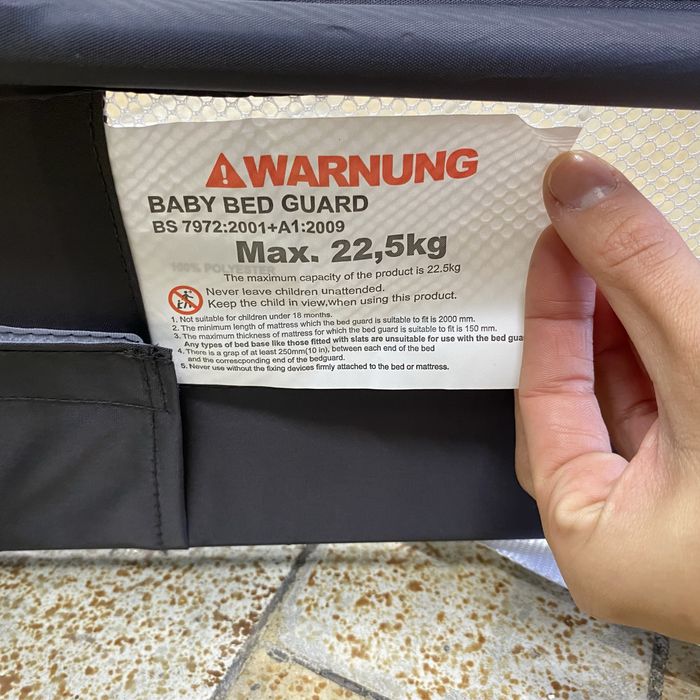 WARNUNG
BABY BED GUARD
BS 7972:2001+A1:2009
Max. 22,5kg
100% POLYESTER
The maximum capacity of the product is 22.5kg
Never leave children unattended.
Keep the child in view,when using this product.
1. Not suitable for children under 18 months.
2. The minimum length of mattress which the bed guard is suitable to fit is 2000 mm.
3. The maximum thickness of mattress for which the bed guard is suitable to fit is 150 mm.
Any types of bed base like those fitted with slats are unsuitable for use with the bed gua
4. There is a grap of at least 250mm(10 in), between each end of the bed
and the correscponding end of the bedguard.
5. Never use without the fixing devices firmly attached to the bed or mattress.